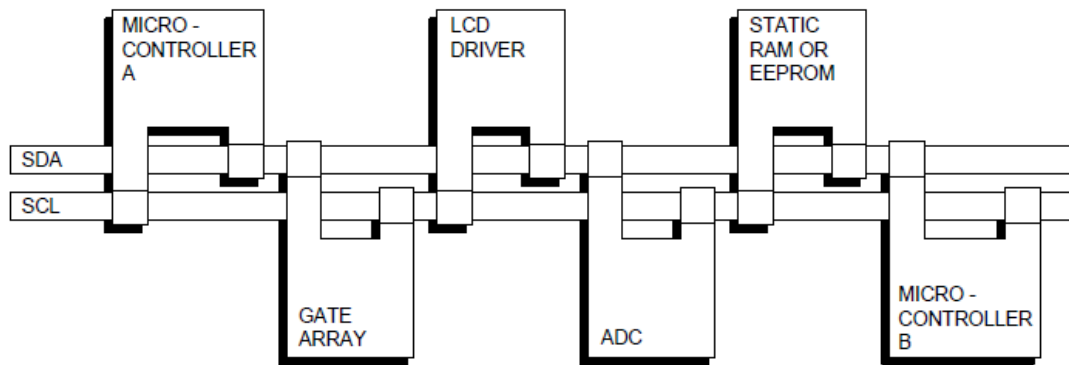 MICRO -
CONTROLLER
A
LCD
DRIVER
STATIC
RAM OR
EEPROM
SDA
SCL
GATE
ARRAY
ADC
MICRO -
CONTROLLER
B